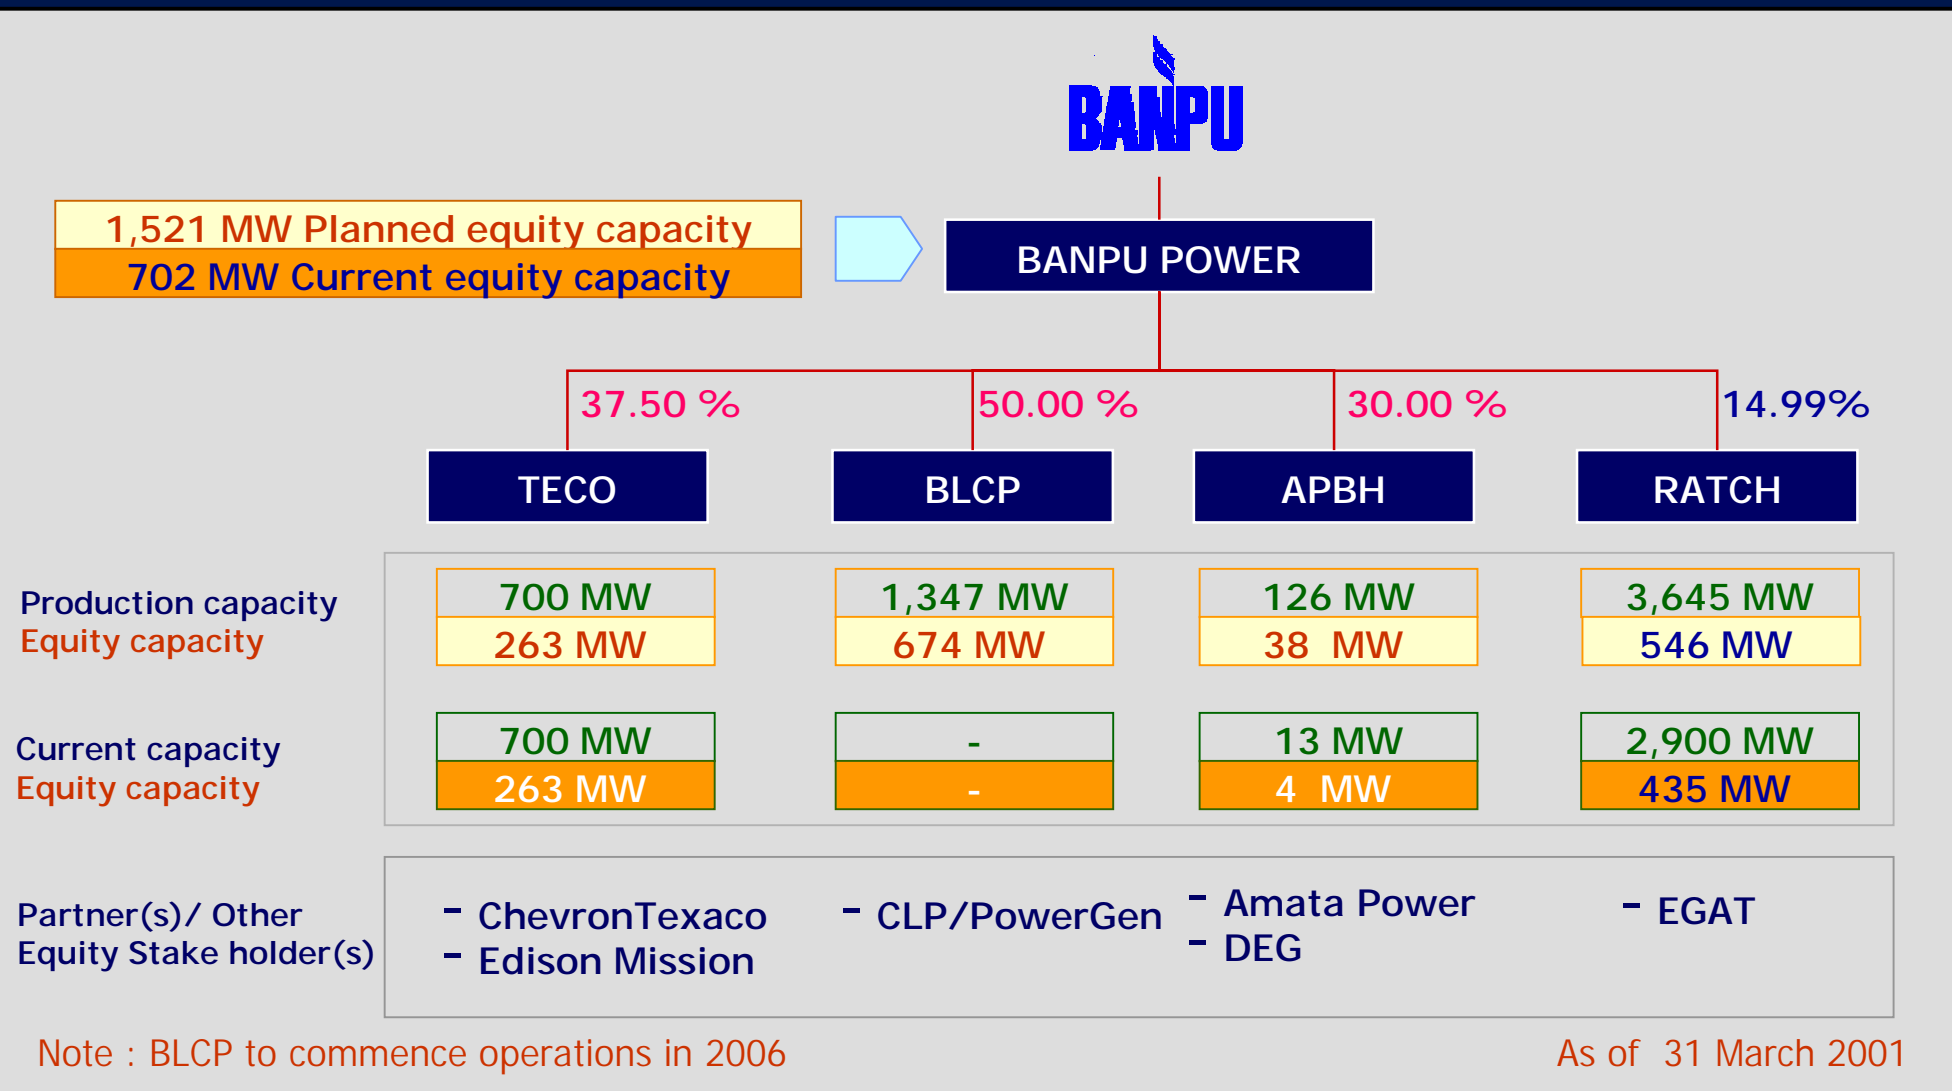 BANPU
1,521 MW Planned equity capacity
702 MW Current equity capacity
BANPU POWER
37.50 %
50.00 %
30.00 %
14.99%
TECO
BLCP
APBH
RATCH
Production capacity
700 MW
1,347 MW
126 MW
3,645 MW
Equity capacity
263 MW
674 MW
38 MW
546 MW
Current capacity
700 MW
-
13 MW
2,900 MW
Equity capacity
263 MW
-
4 MW
435 MW
Partner(s)/ Other
Equity Stake holder(s)
- ChevronTexaco
- Edison Mission
- CLP/PowerGen
- Amata Power
- DEG
- EGAT
Note : BLCP to commence operations in 2006
As of 31 March 2001